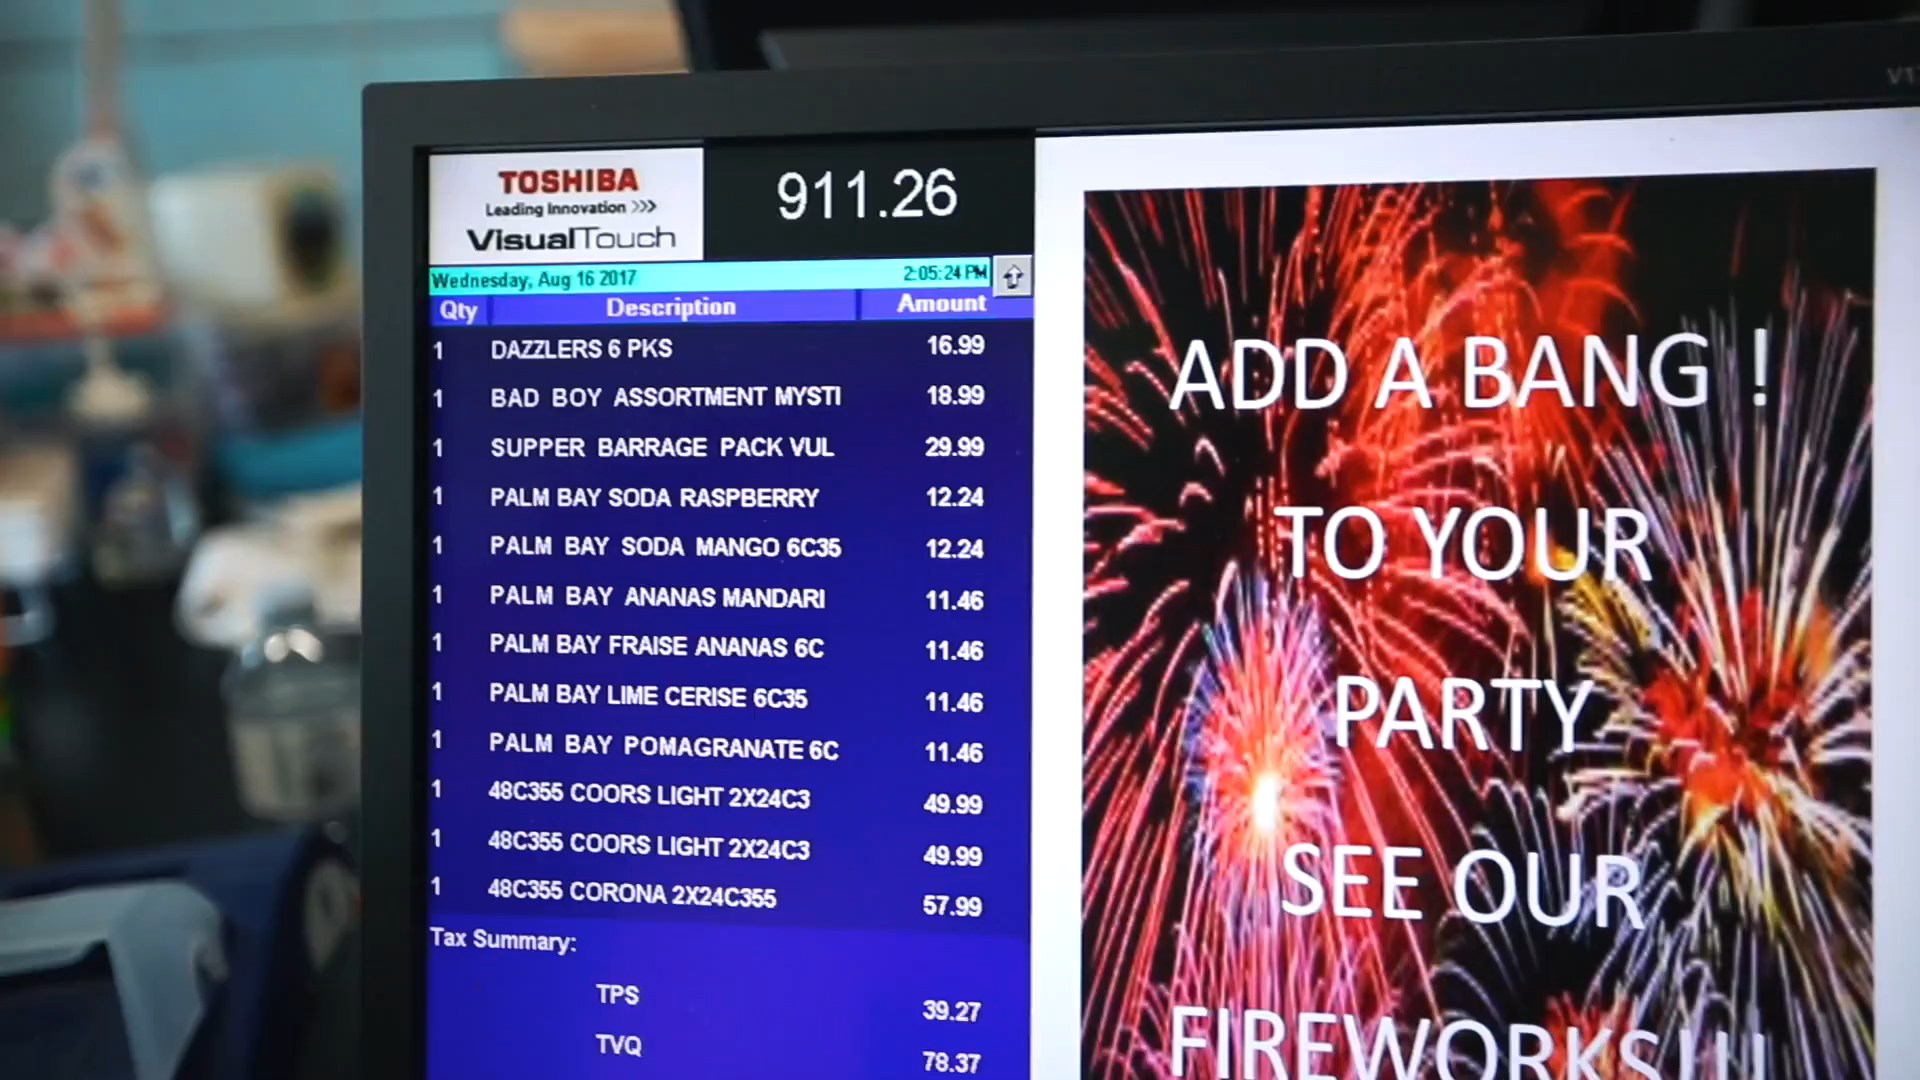 V1
TOSHIBA
Leading Innovation >>>
VisualTouch
911.26
Wednesday, Aug 16 2017 2:05:24 PM
Qty Description Amount
1 DAZZLERS 6 PKS 16.99
1 BAD BOY ASSORTMENT MYSTI 18.99
1 SUPPER BARRAGE PACK VUL 29.99
1 PALM BAY SODA RASPBERRY 12.24
1 PALM BAY SODA MANGO 6C35 12.24
1 PALM BAY ANANAS MANDARI 11.46
1 PALM BAY FRAISE ANANAS 6C 11.46
1 PALM BAY LIME CERISE 6C35 11.46
1 PALM BAY POMAGRANATE 6C 11.46
1 48C355 COORS LIGHT 2X24C3 49.99
1 48C355 COORS LIGHT 2X24C3 49.99
1 48C355 CORONA 2X24C355 57.99
Tax Summary:
TPS 39.27
TVQ 78.37
ADD A BANG !
TO YOUR
PARTY
SEE OUR
FIREWORKS!!!